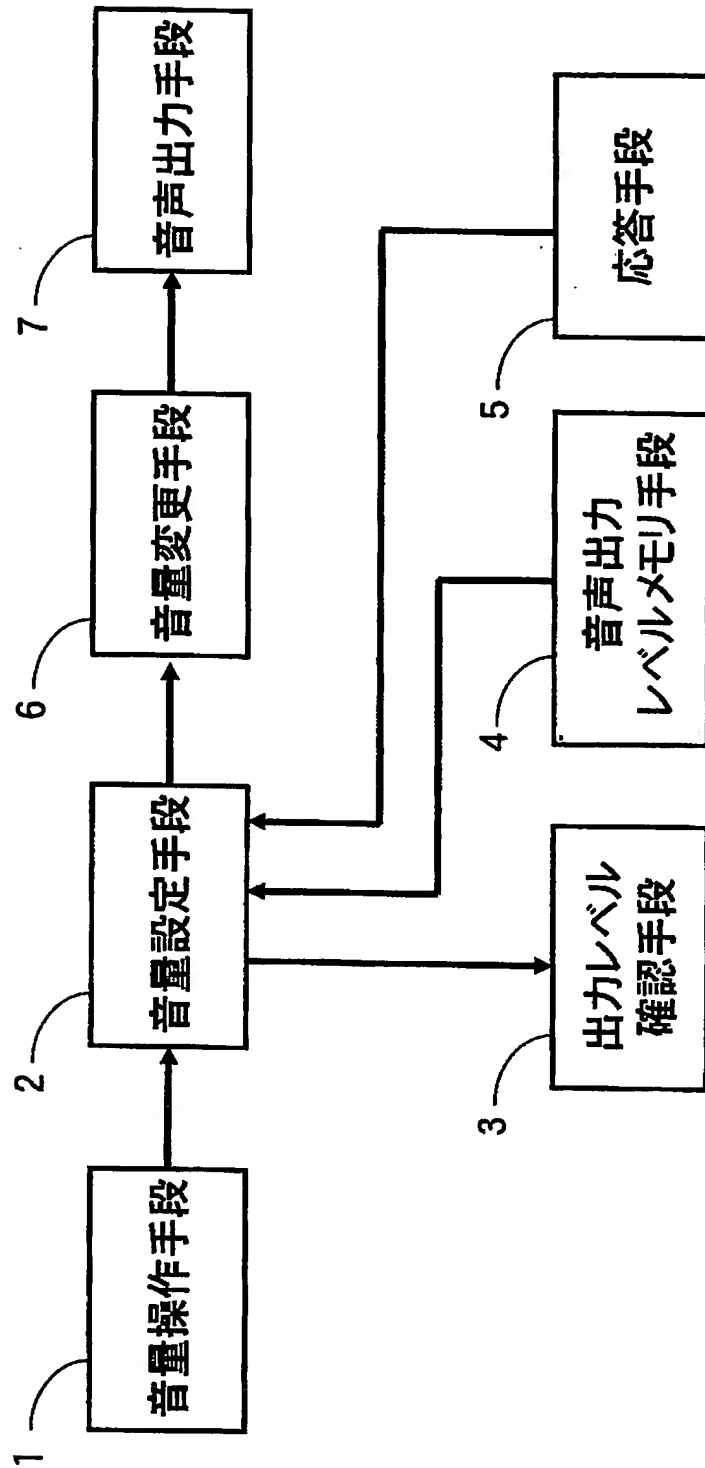 1
音量操作手段
2
音量設定手段
6
音量変更手段
7
音声出力手段
3
出力レベル
確認手段
4
音声出力
レベルメモリ手段
5
応答手段